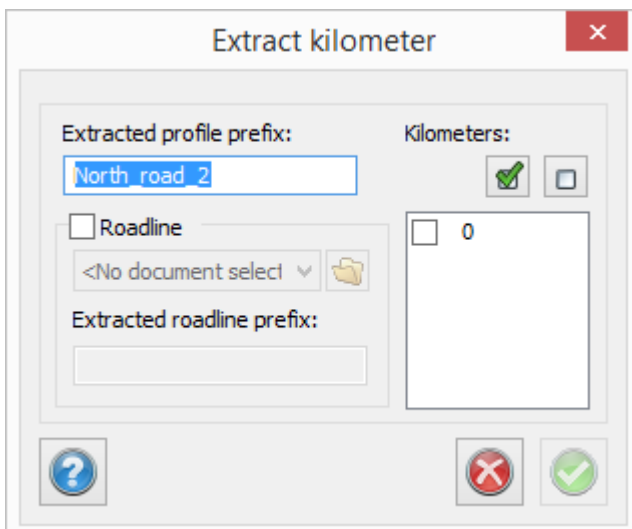 Extract kilometer
Extracted profile prefix:
North_road_2
Kilometers:
Roadline
0
<No document select
Extracted roadline prefix: